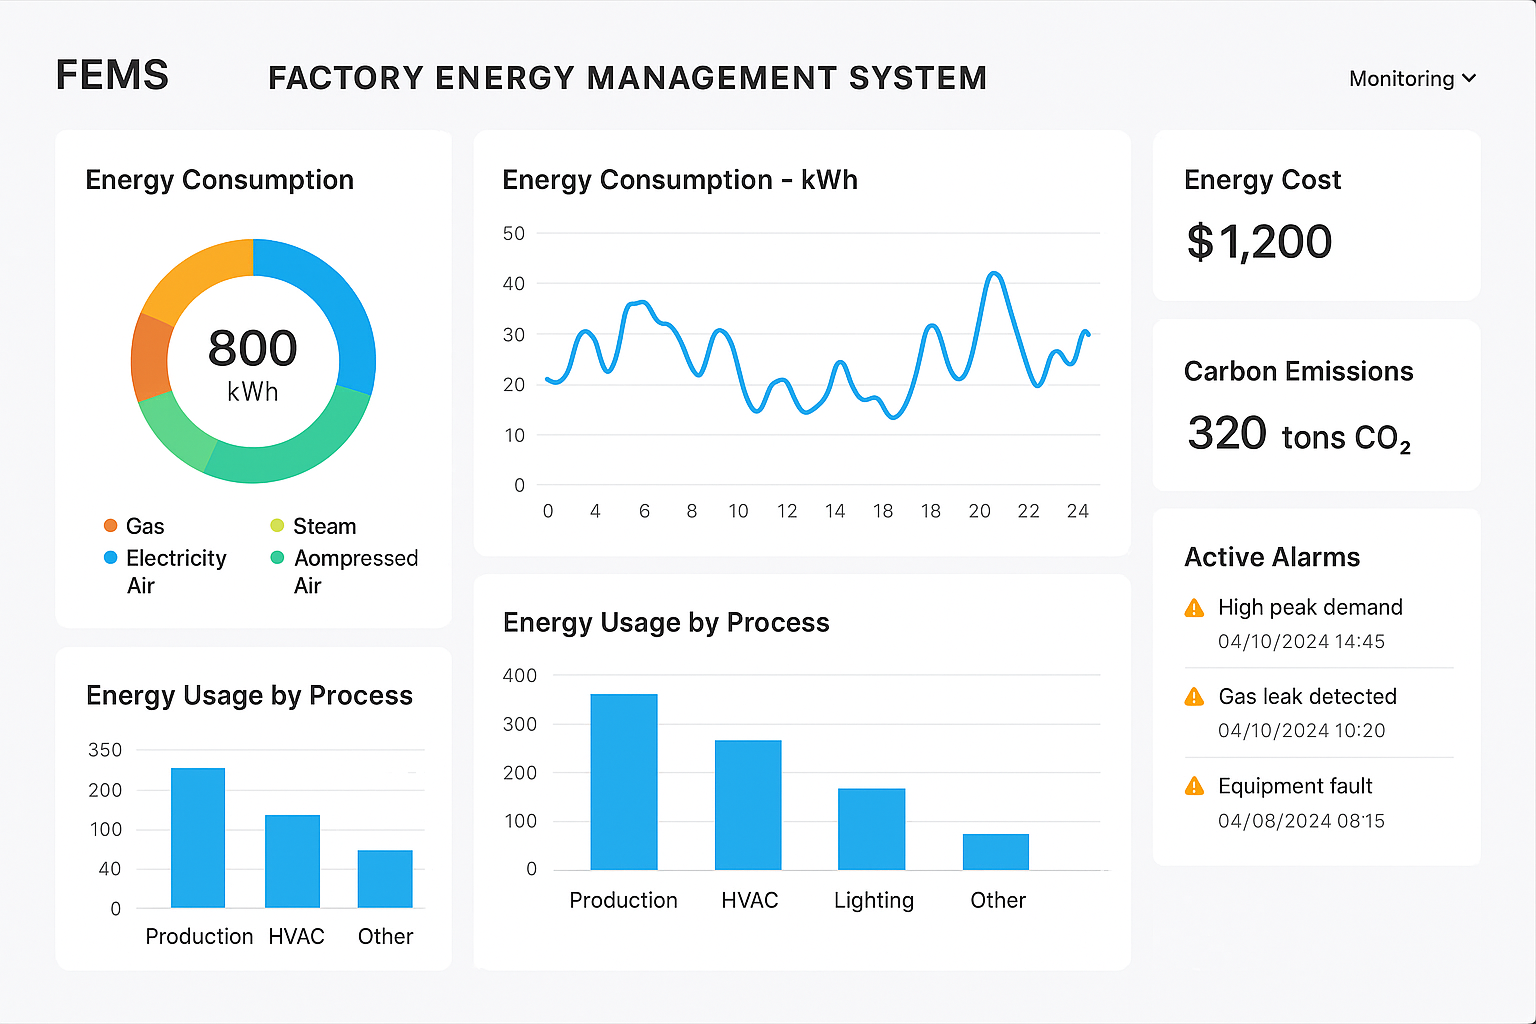 FEMS
FACTORY ENERGY MANAGEMENT SYSTEM
Monitoring
Energy Consumption
800
kWh
Gas
Steam
Electricity
Aompressed
Air
Air
Energy Consumption - kWh
50
40
30
20
10
0
0 4 6 8 10 12 14 18 18 20 22 24
Energy Cost
$1,200
Carbon Emissions
320 tons CO₂
Active Alarms
High peak demand
04/10/2024 14:45
Gas leak detected
04/10/2024 10:20
Equipment fault
04/08/2024 08:15
Energy Usage by Process
350
200
100
40
0
Production HVAC Other
Energy Usage by Process
400
300
200
100
0
Production HVAC Lighting Other